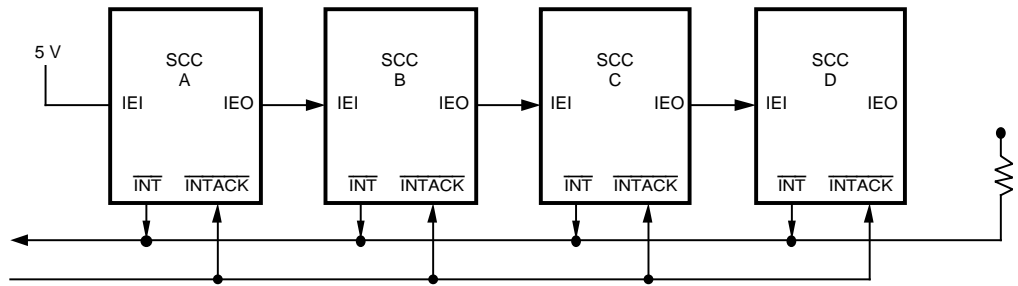 5 V
SCC
A
IEI
IEO
INT
INTACK
SCC
B
IEI
IEO
INT
INTACK
SCC
C
IEI
IEO
INT
INTACK
SCC
D
IEI
IEO
INT
INTACK